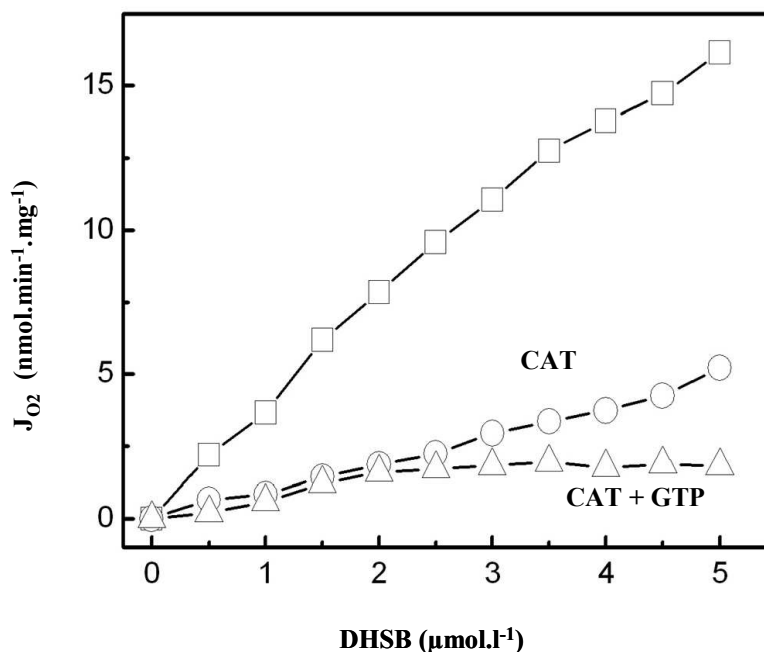 15
10
5
0
J_O2 (nmol.min⁻¹.mg⁻¹)
CAT
CAT + GTP
0 1 2 3 4 5
DHSB (µmol.l⁻¹)